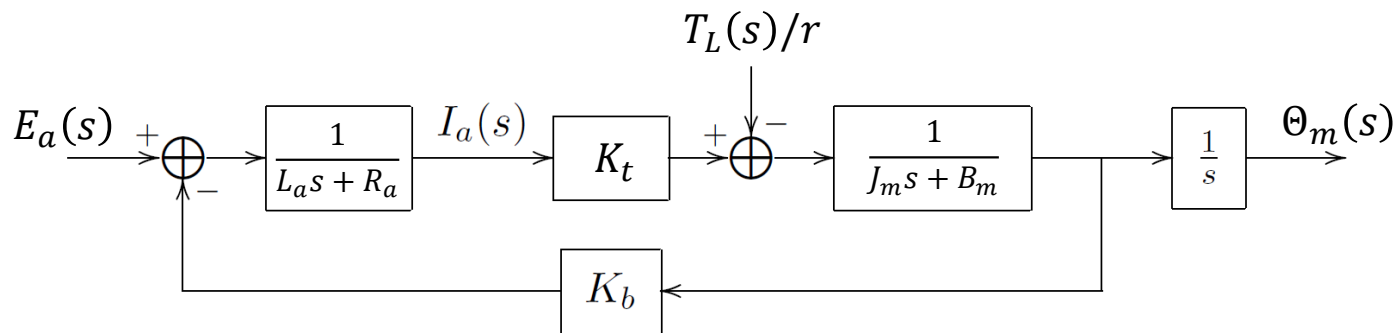 T_L(s)/r
E_a(s)
+
−
1
L_a s + R_a
I_a(s)
K_t
+
−
1
J_m s + B_m
1
s
Θ_m(s)
K_b